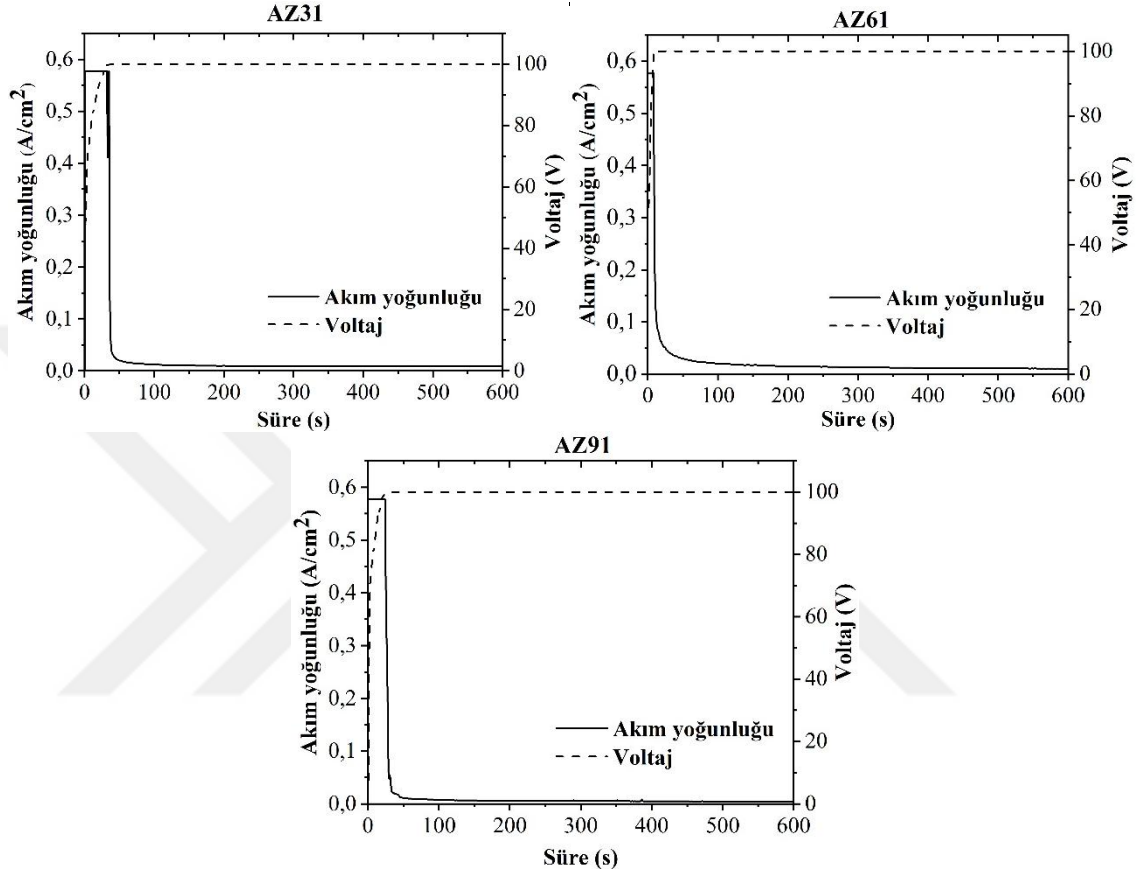 AZ31
Akım yoğunluğu (A/cm²)
0,6
0,5
0,4
0,3
0,2
0,1
0,0
100
80
60
40
20
0
Voltaj (V)
Akım yoğunluğu
Voltaj
0 100 200 300 400 500 600
Süre (s)
AZ61
Akım yoğunluğu (A/cm²)
0,6
0,5
0,4
0,3
0,2
0,1
0,0
100
80
60
40
20
0
Voltaj (V)
Akım yoğunluğu
Voltaj
0 100 200 300 400 500 600
Süre (s)
AZ91
Akım yoğunluğu (A/cm²)
0,6
0,5
0,4
0,3
0,2
0,1
0,0
100
80
60
40
20
0
Voltaj (V)
Akım yoğunluğu
Voltaj
0 100 200 300 400 500 600
Süre (s)